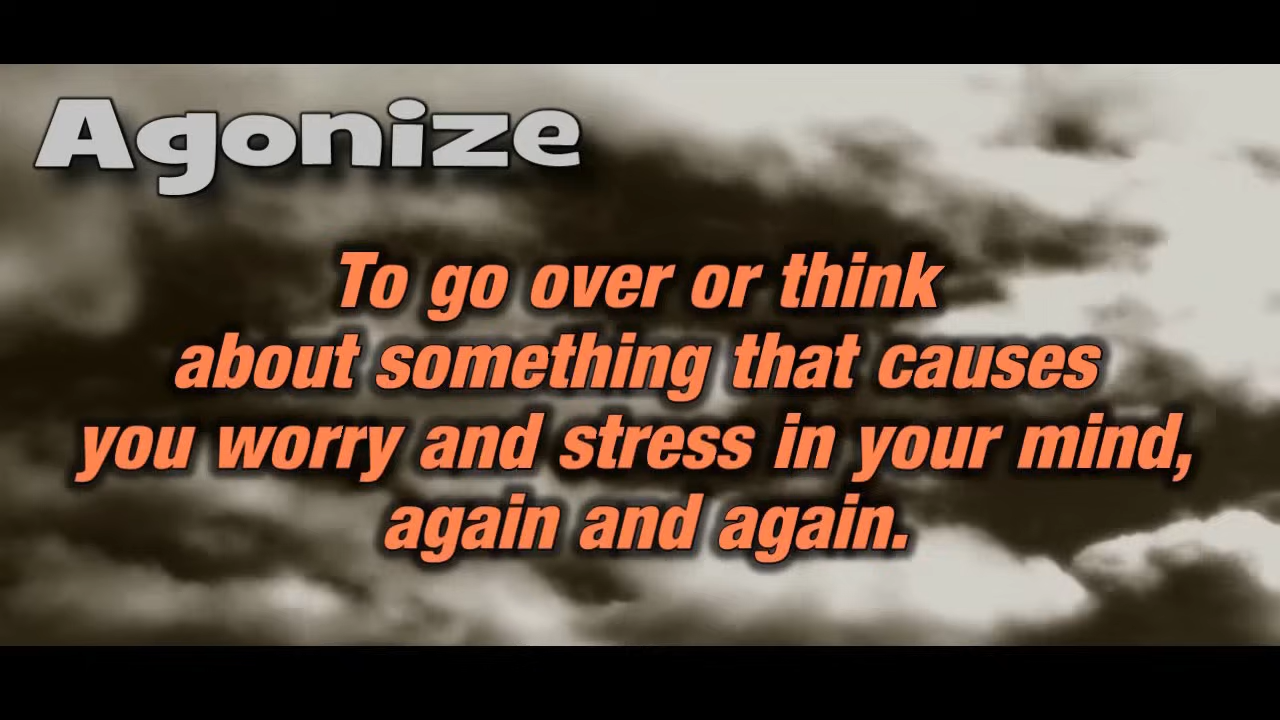 Agonize
To go over or think
about something that causes
you worry and stress in your mind,
again and again.